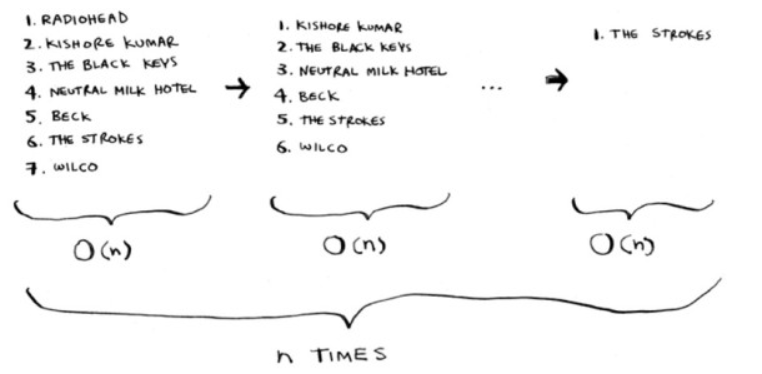 1. RADIOHEAD
2. KISHORE KUMAR
3. THE BLACK KEYS
4. NEUTRAL MILK HOTEL
5. BECK
6. THE STROKES
7. WILCO
1. KISHORE KUMAR
2. THE BLACK KEYS
3. NEUTRAL MILK HOTEL
4. BECK
5. THE STROKES
6. WILCO
...
1. THE STROKES
O(n)
O(n)
O(n)
n TIMES